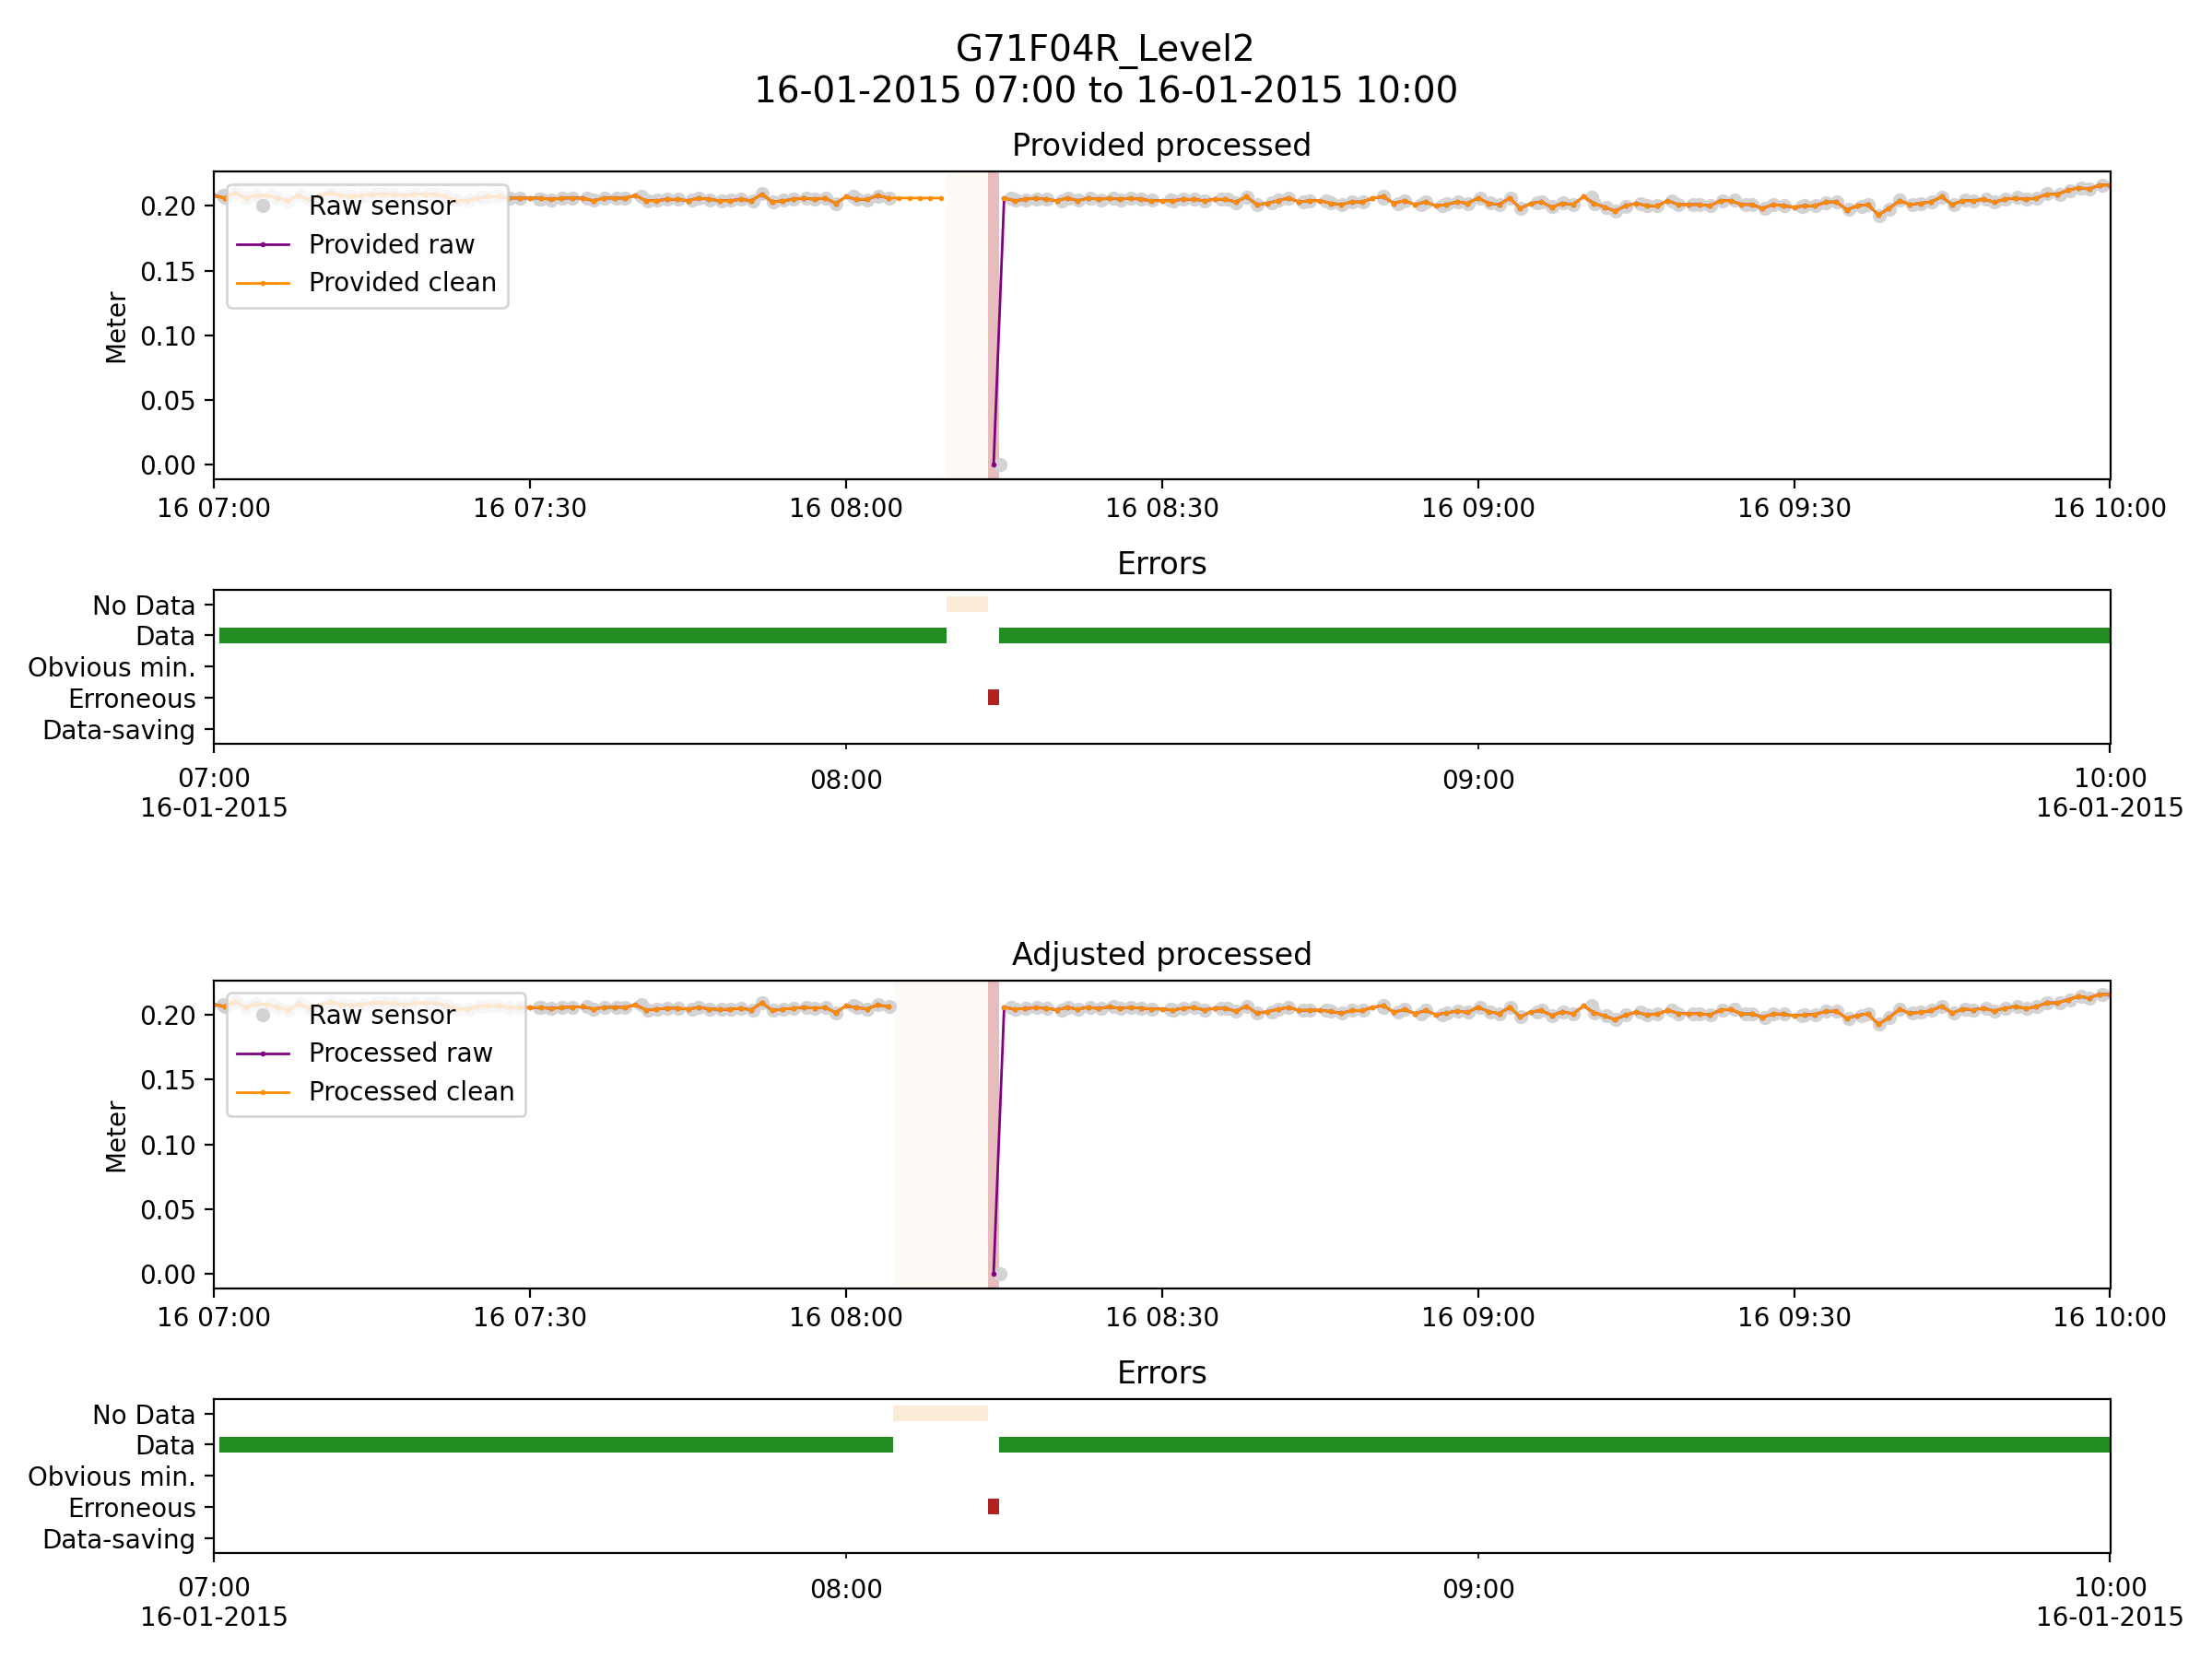 G71F04R_Level2
16-01-2015 07:00 to 16-01-2015 10:00
Provided processed
Meter
0.20
0.15
0.10
0.05
0.00
Raw sensor
Provided raw
Provided clean
16 07:00 16 07:30 16 08:00 16 08:30 16 09:00 16 09:30 16 10:00
Errors
No Data
Data
Obvious min.
Erroneous
Data-saving
07:00 08:00 09:00 10:00
16-01-2015 16-01-2015
Adjusted processed
Meter
0.20
0.15
0.10
0.05
0.00
Raw sensor
Processed raw
Processed clean
16 07:00 16 07:30 16 08:00 16 08:30 16 09:00 16 09:30 16 10:00
Errors
No Data
Data
Obvious min.
Erroneous
Data-saving
07:00 08:00 09:00 10:00
16-01-2015 16-01-2015